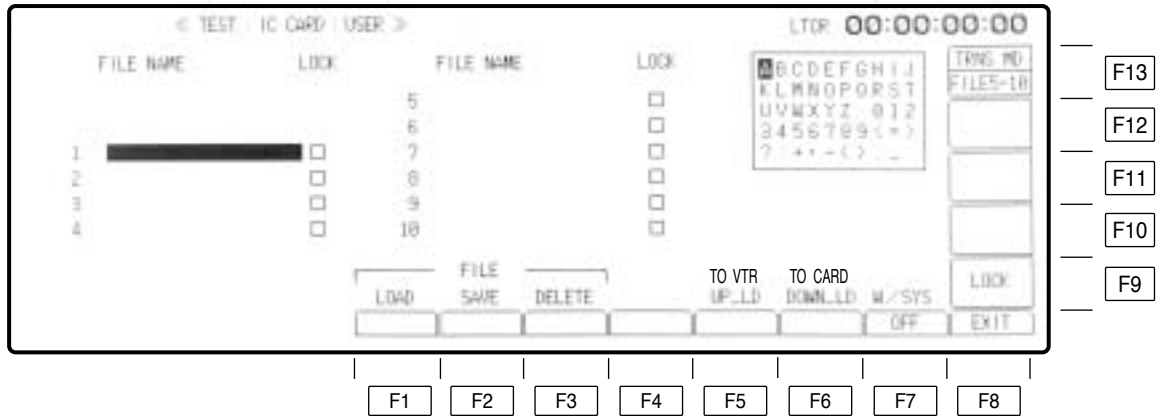 ≪ TEST / IC CARD / USER ≫ LTCR 00:00:00:00
FILE NAME LOCK FILE NAME LOCK
ABCDEFGHIJ
KLMNOPQRST
UVWXYZ 012
3456789<=>
TRNS MD
FILE5-10
F13
F12
F11
F10
LOCK
F9
5
6
1 7
2 8
3 9
4 10
FILE
LOAD SAVE DELETE
TO VTR TO CARD
UP_LD DOWN_LD W/SYS
OFF EXIT
F1 F2 F3 F4 F5 F6 F7 F8